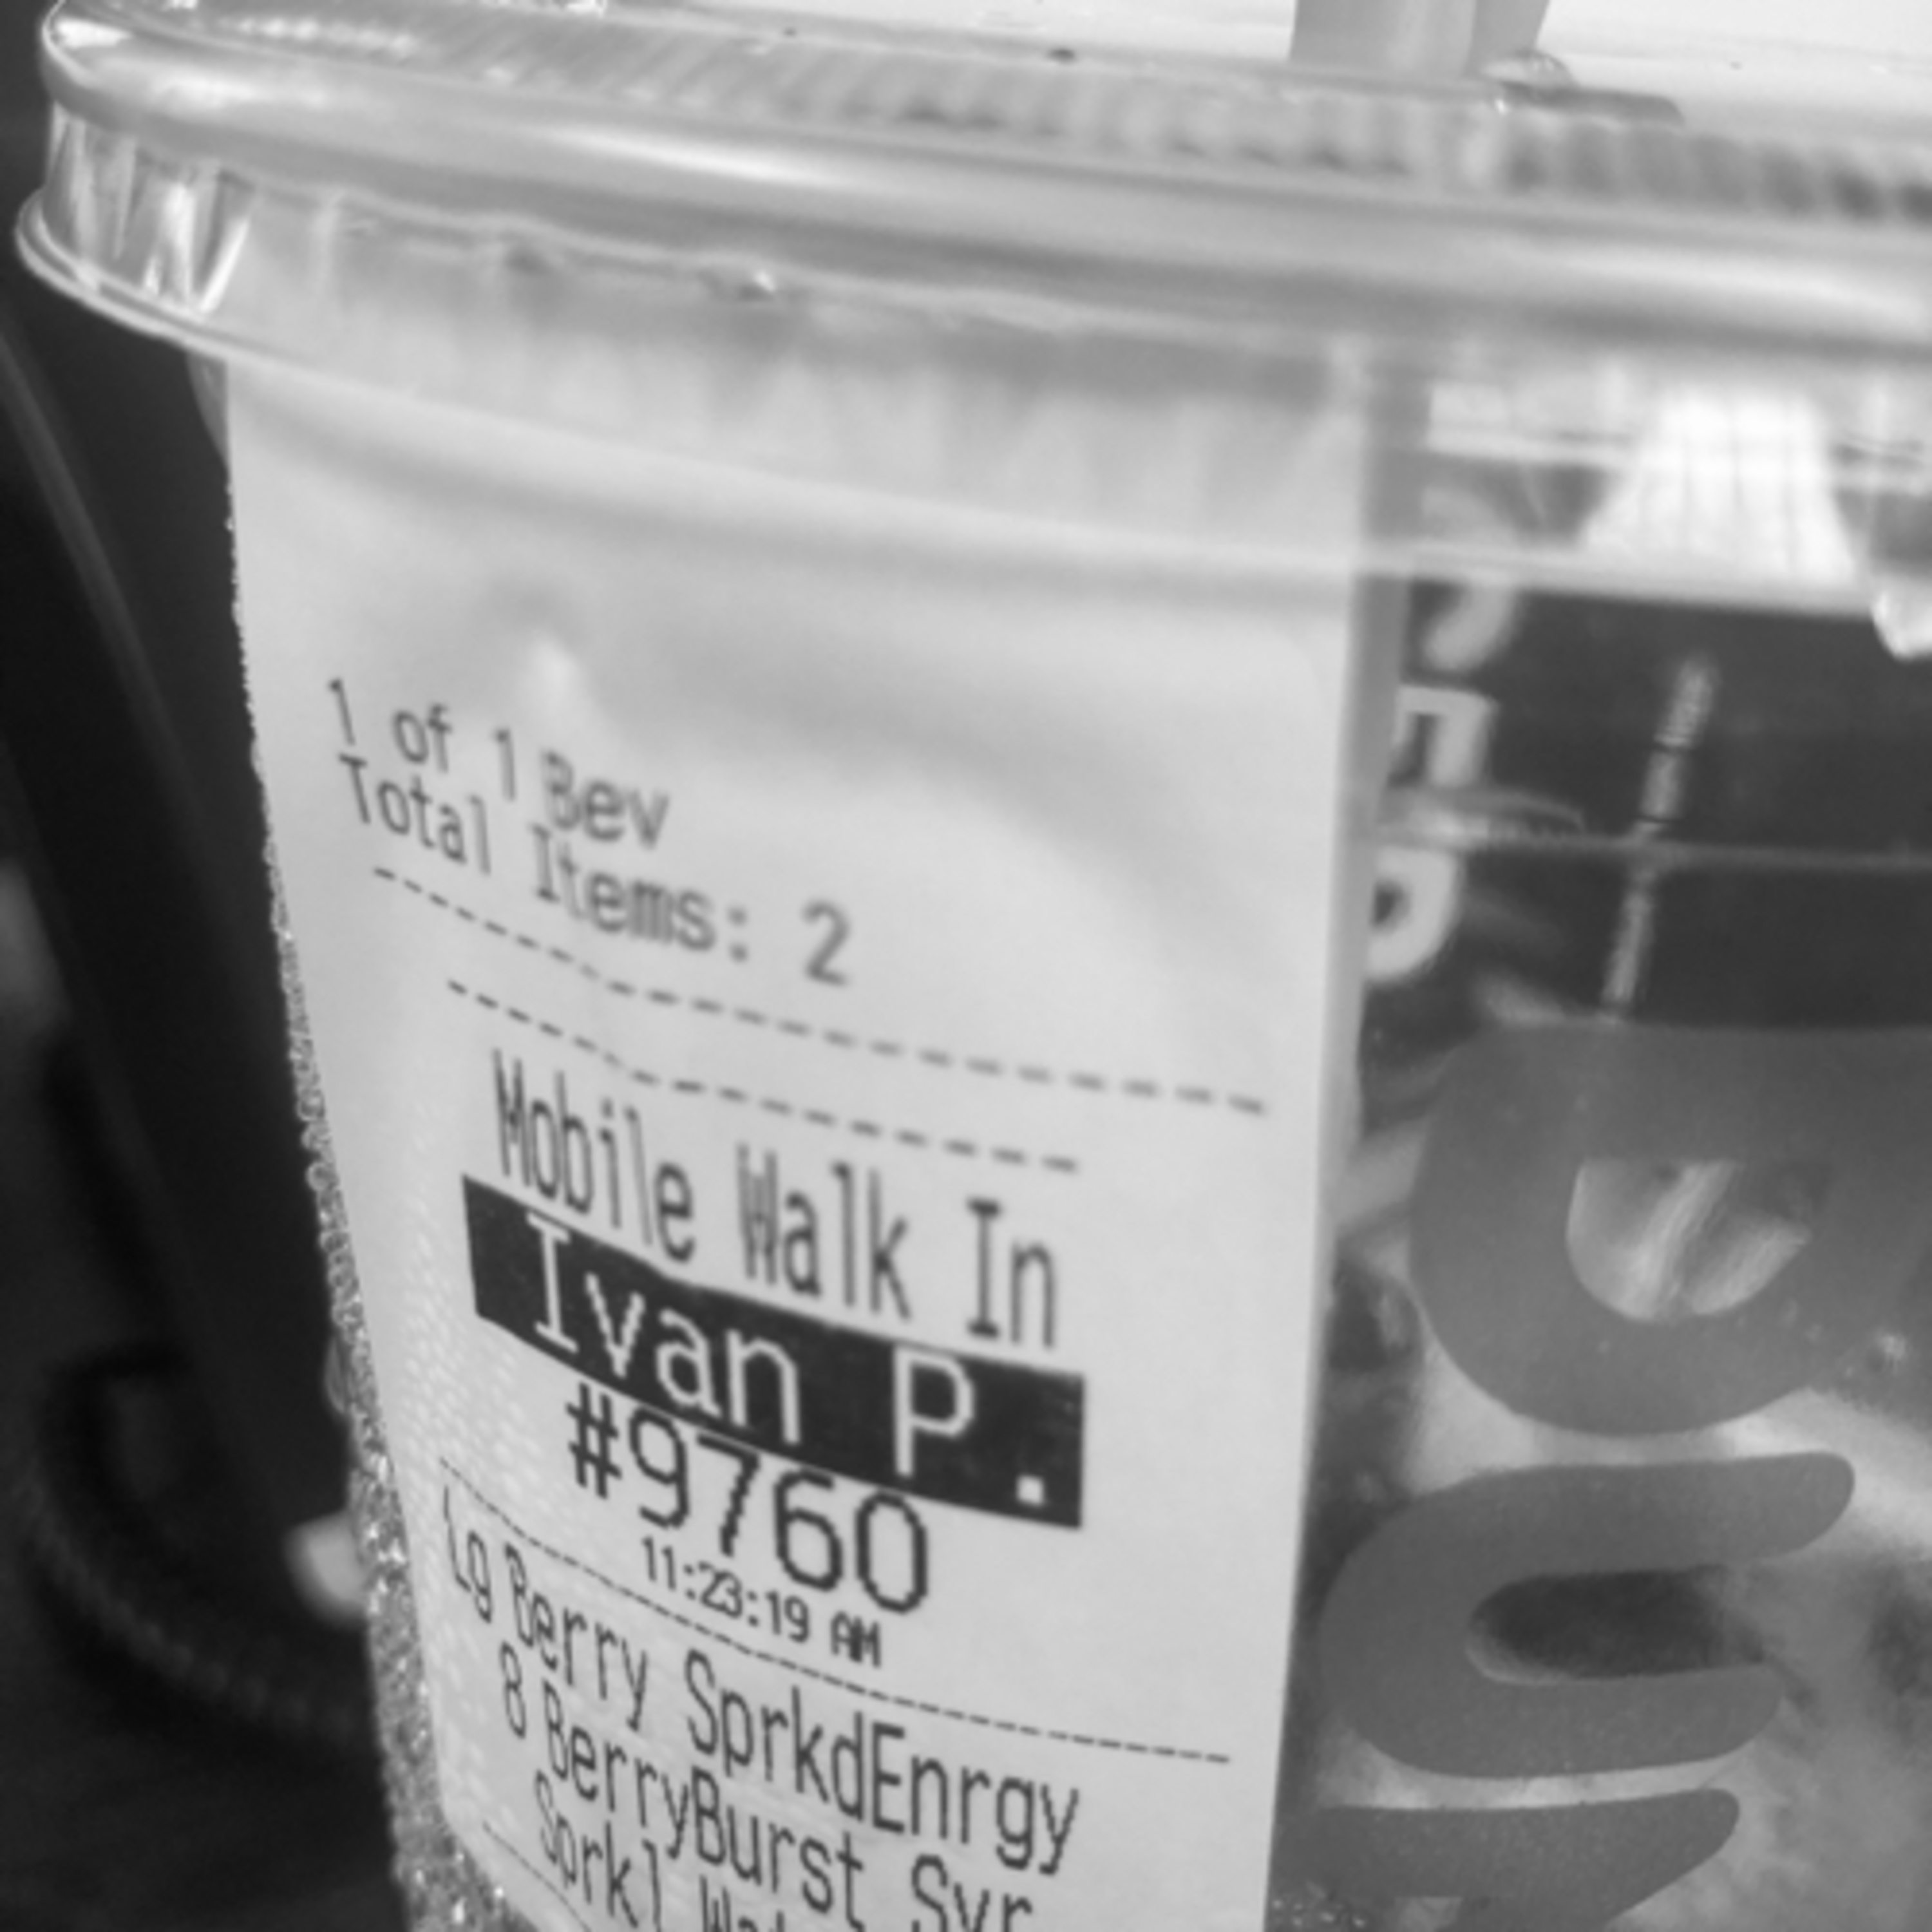 1 of 1 Bev
Total Items: 2
Mobile Walk In
Ivan P.
#9760
11:23:19 AM
Lg Berry SprkdEnrgy
8 BerryBurst Syr
Sprkl